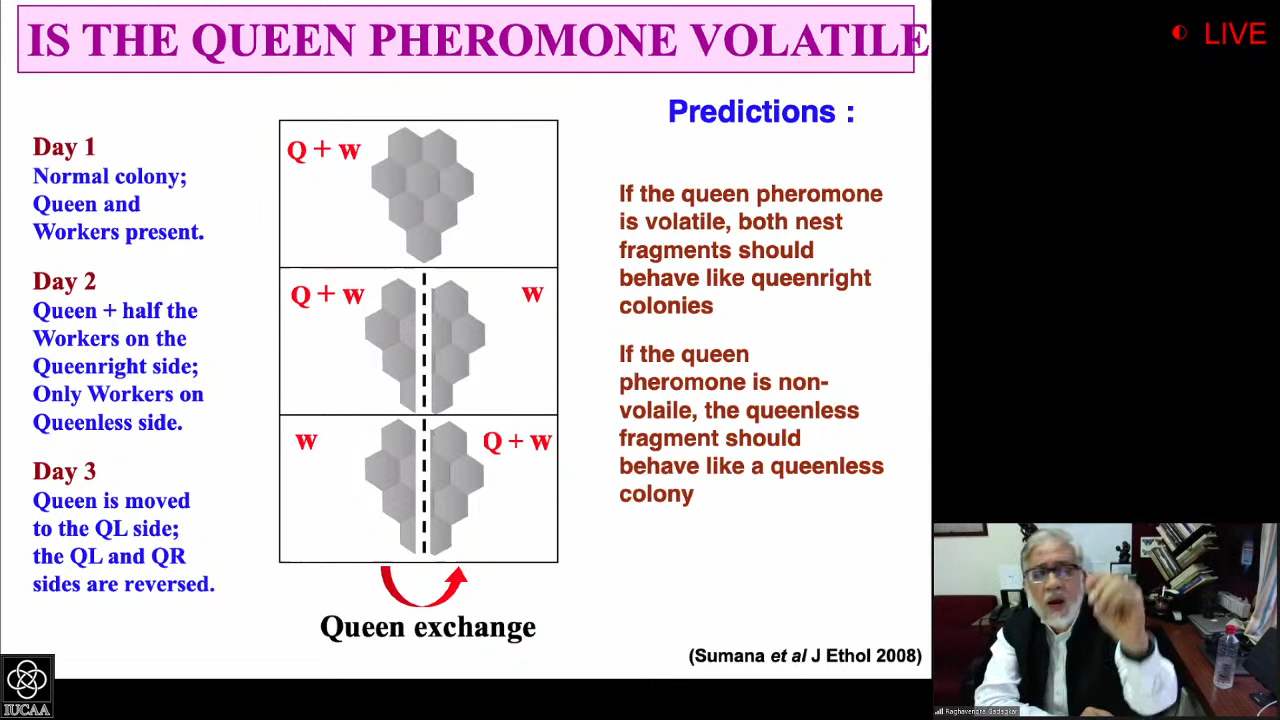 IS THE QUEEN PHEROMONE VOLATILE
LIVE
Day 1
Normal colony;
Queen and
Workers present.
Day 2
Queen + half the
Workers on the
Queenright side;
Only Workers on
Queenless side.
Day 3
Queen is moved
to the QL side;
the QL and QR
sides are reversed.
Q + w
Q + w
w
w
Q + w
Queen exchange
Predictions :
If the queen pheromone
is volatile, both nest
fragments should
behave like queenright
colonies
If the queen
pheromone is non-
volaile, the queenless
fragment should
behave like a queenless
colony
(Sumana et al J Ethol 2008)
IUCAA
Raghavendra Gadagkar